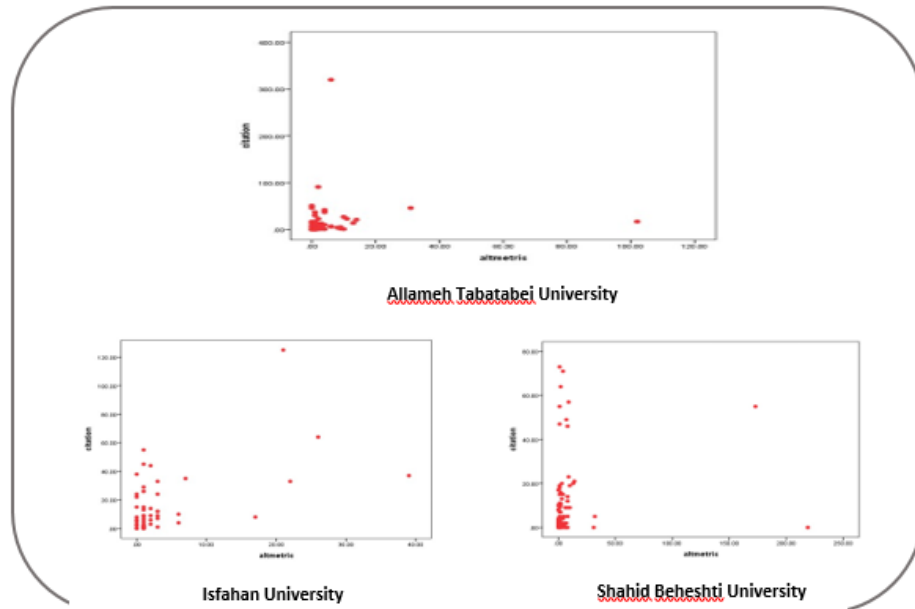 400.00
300.00
200.00
100.00
.00
citation
.00 20.00 40.00 60.00 80.00 100.00 120.00
altmetric
Allameh Tabatabei University
120.00
100.00
80.00
60.00
40.00
20.00
.00
citation
.00 10.00 20.00 30.00 40.00
altmetric
Isfahan University
80.00
60.00
40.00
20.00
.00
citation
.00 50.00 100.00 150.00 200.00 250.00
altmetric
Shahid Beheshti University